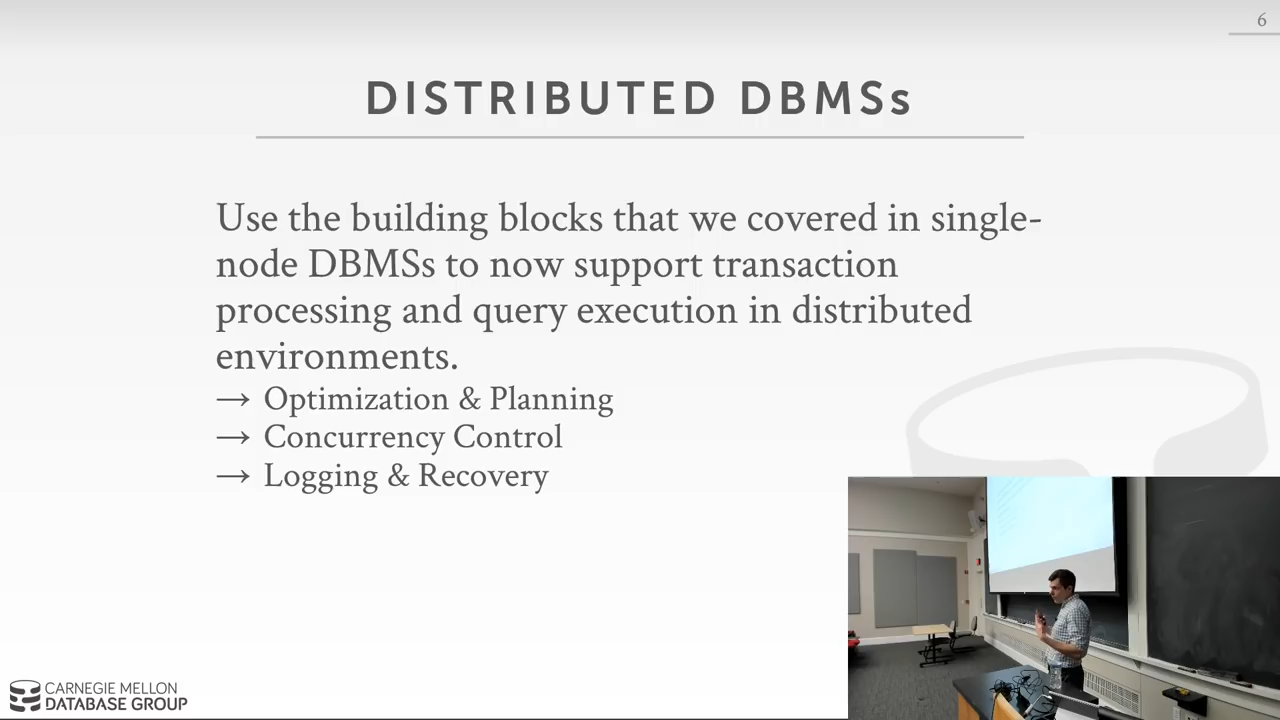 6
DISTRIBUTED DBMSs
Use the building blocks that we covered in single-
node DBMSs to now support transaction
processing and query execution in distributed
environments.
→ Optimization & Planning
→ Concurrency Control
→ Logging & Recovery
CARNEGIE MELLON
DATABASE GROUP